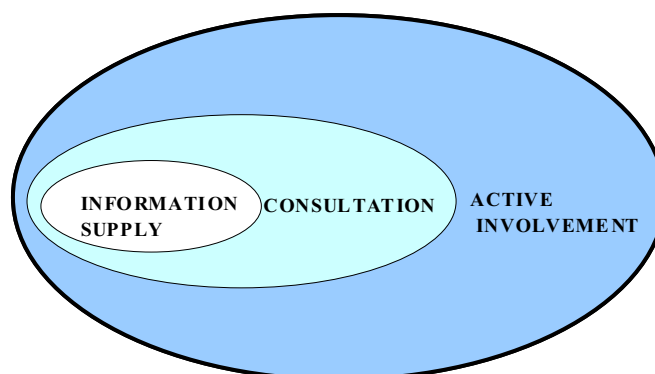 INFORMATION
SUPPLY
CONSULTATION
ACTIVE
INVOLVEMENT